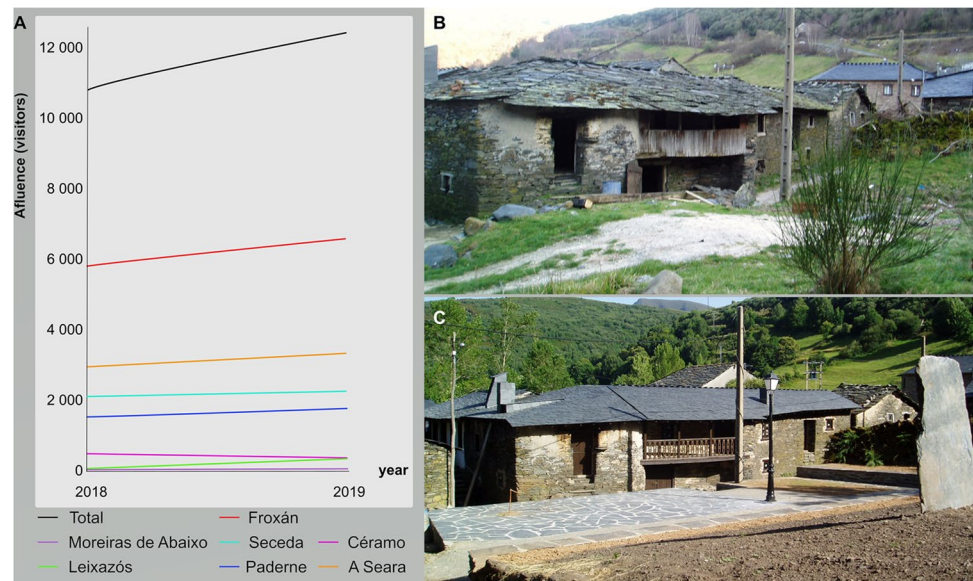 A
Afluence (visitors)
12 000
10 000
8 000
6 000
4 000
2 000
0
year
2018 2019
Total Froxán
Moreiras de Abaixo Seceda Céramo
Leixazós Paderne A Seara
B
C